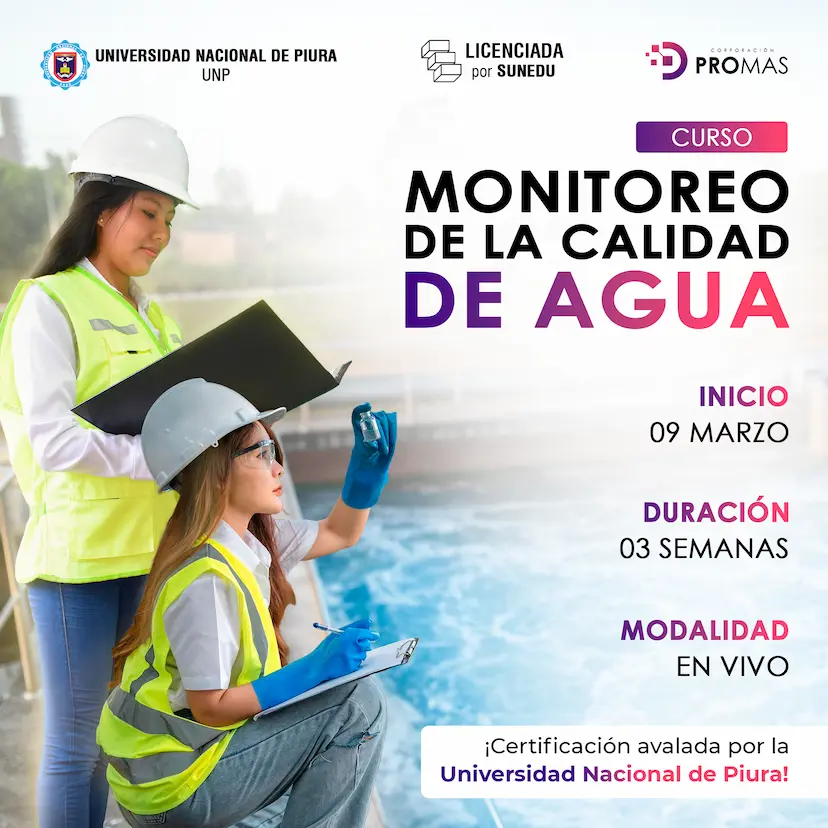 UNIVERSIDAD NACIONAL DE PIURA
UNP
LICENCIADA
por SUNEDU
CORPORACIÓN
PROMAS
CURSO
MONITOREO
DE LA CALIDAD
DE AGUA
INICIO
09 MARZO
DURACIÓN
03 SEMANAS
MODALIDAD
EN VIVO
¡Certificación avalada por la
Universidad Nacional de Piura!